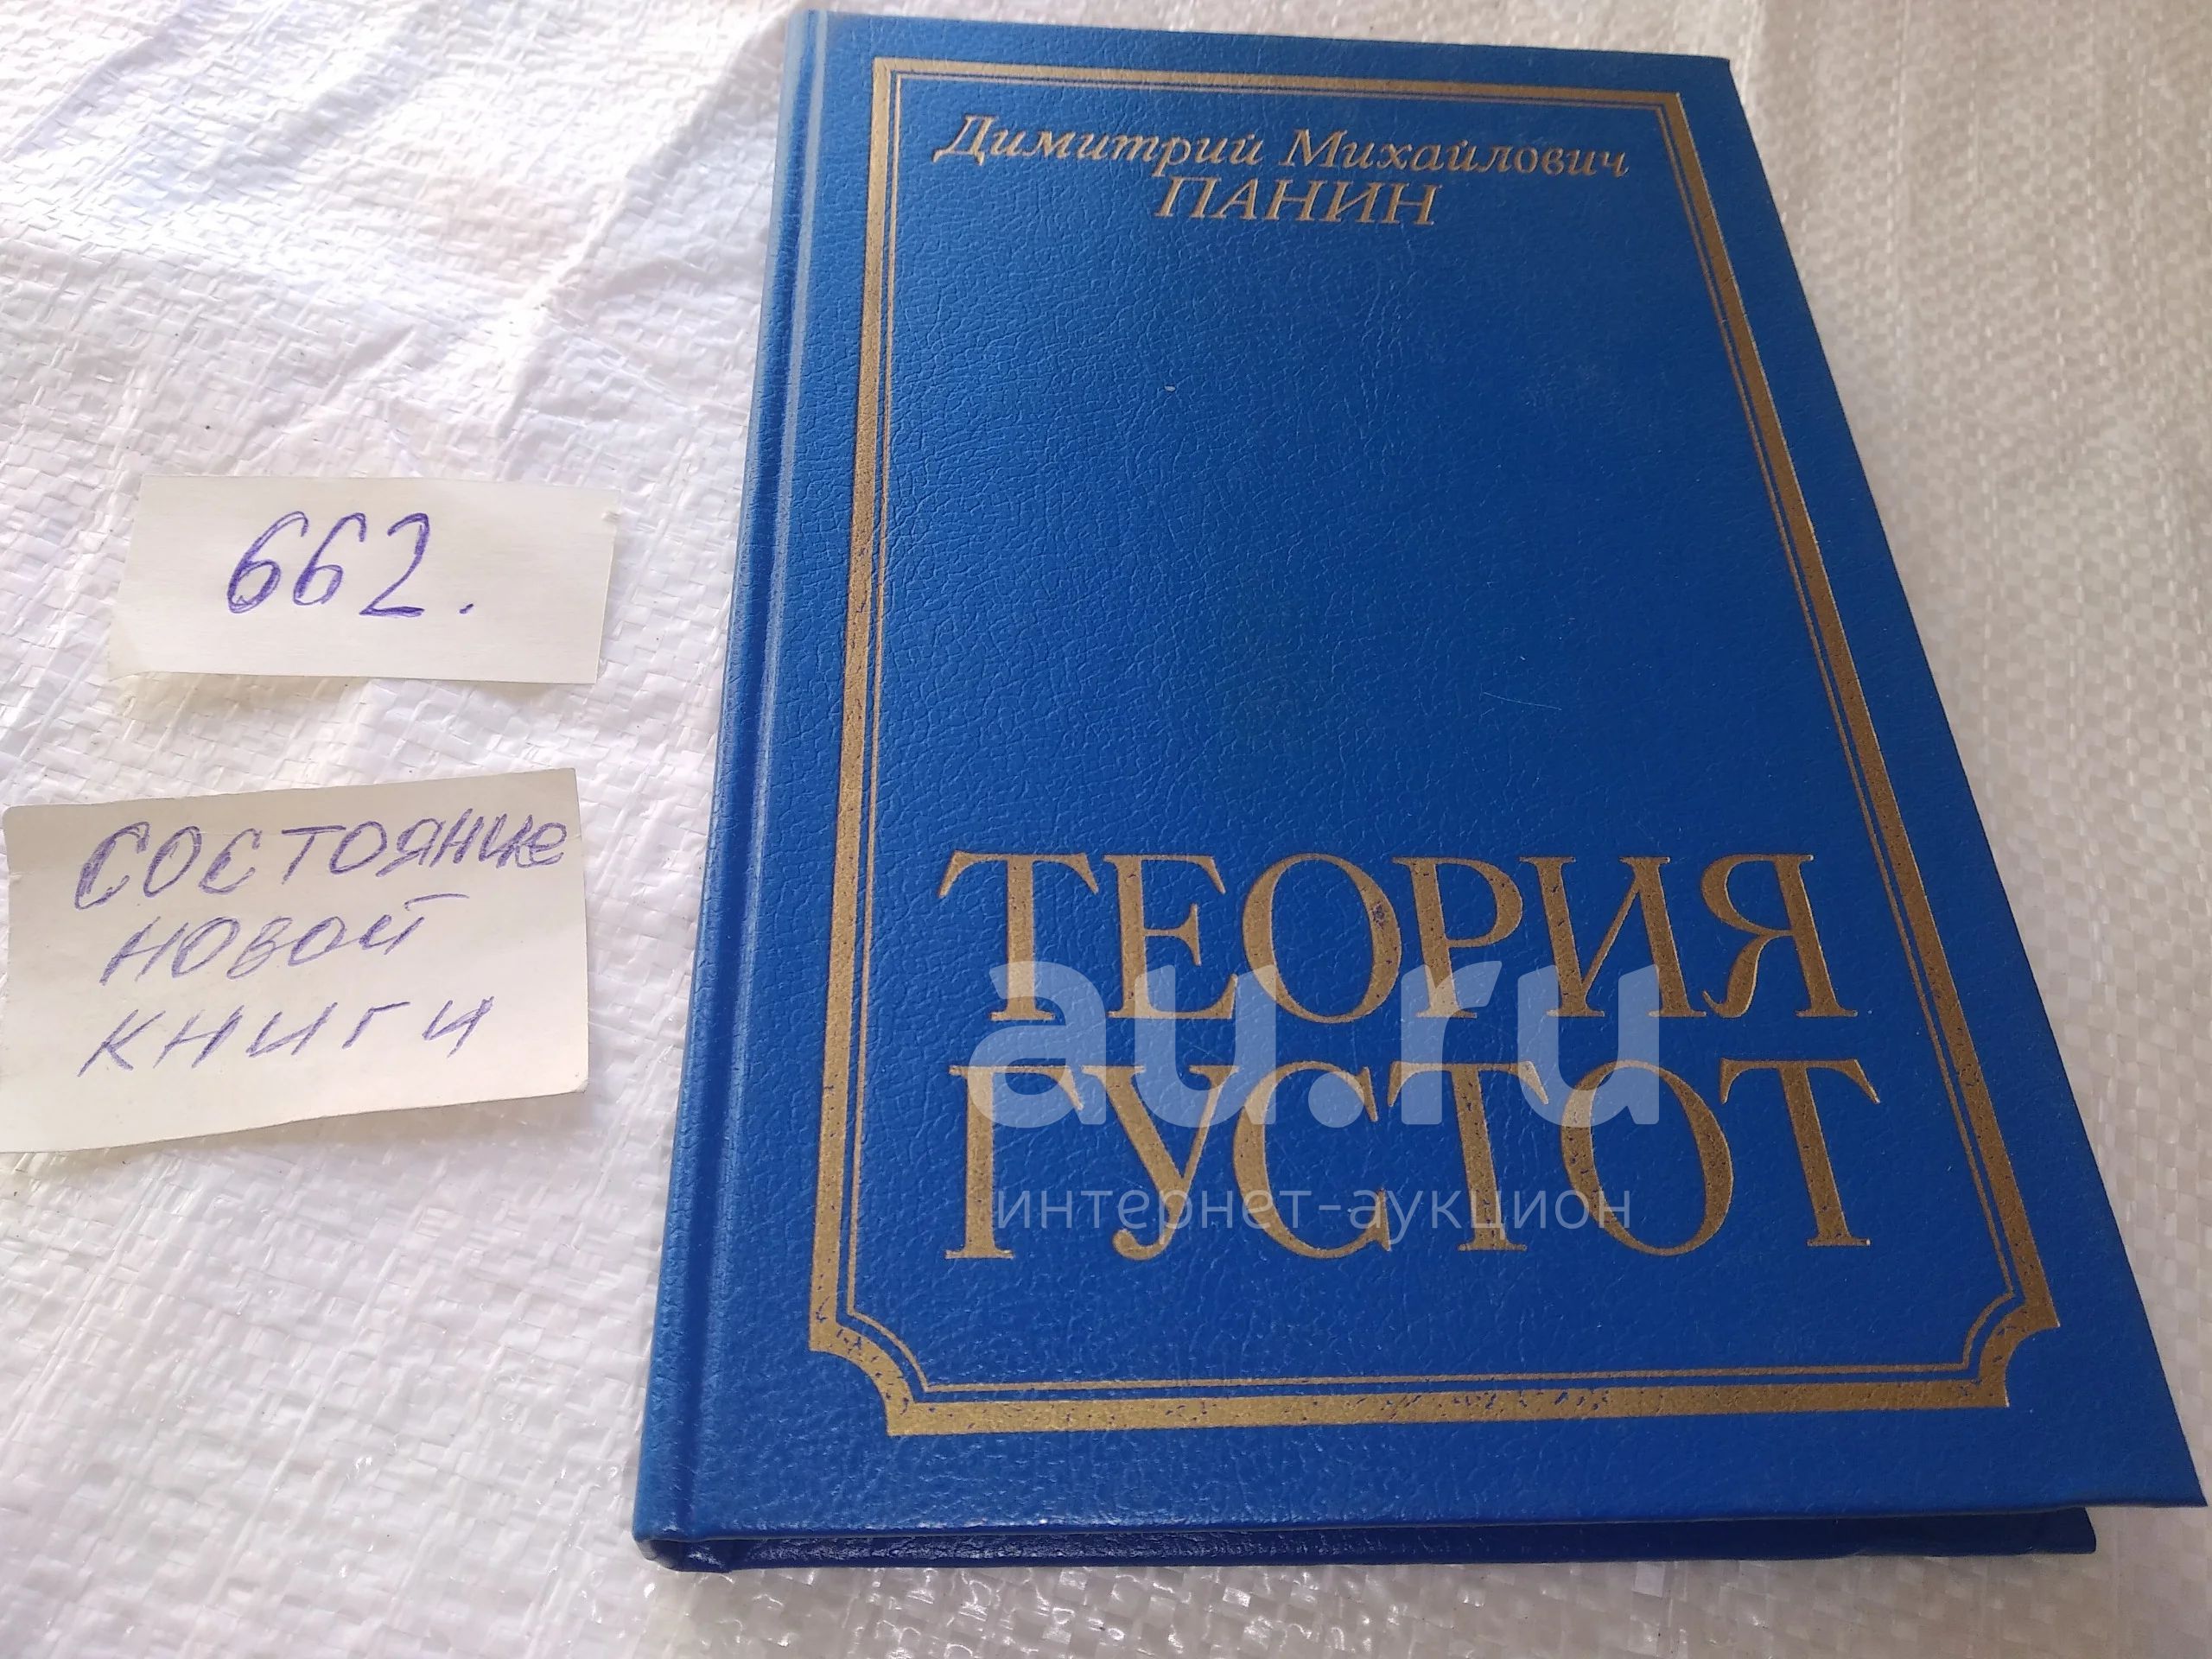 Димитрий Михайлович
ПАНИН
662.
СОСТОЯНИЕ
НОВОЙ
КНИГИ
ТЕОРИЯ
ГУСТОТ
au.ru
интернет-аукцион